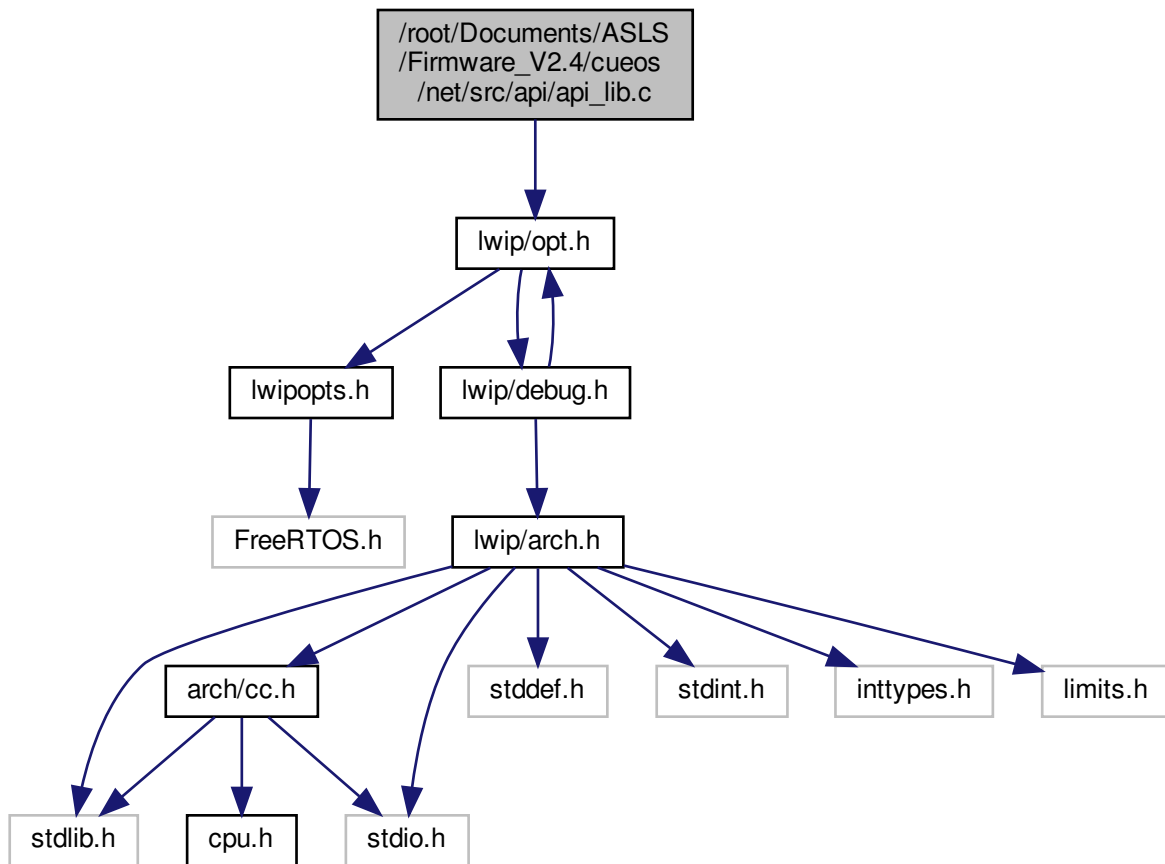 /root/Documents/ASLS
/Firmware_V2.4/cueos
/net/src/api/api_lib.c
lwip/opt.h
lwipopts.h
lwip/debug.h
FreeRTOS.h
lwip/arch.h
arch/cc.h
stddef.h
stdint.h
inttypes.h
limits.h
stdlib.h
cpu.h
stdio.h